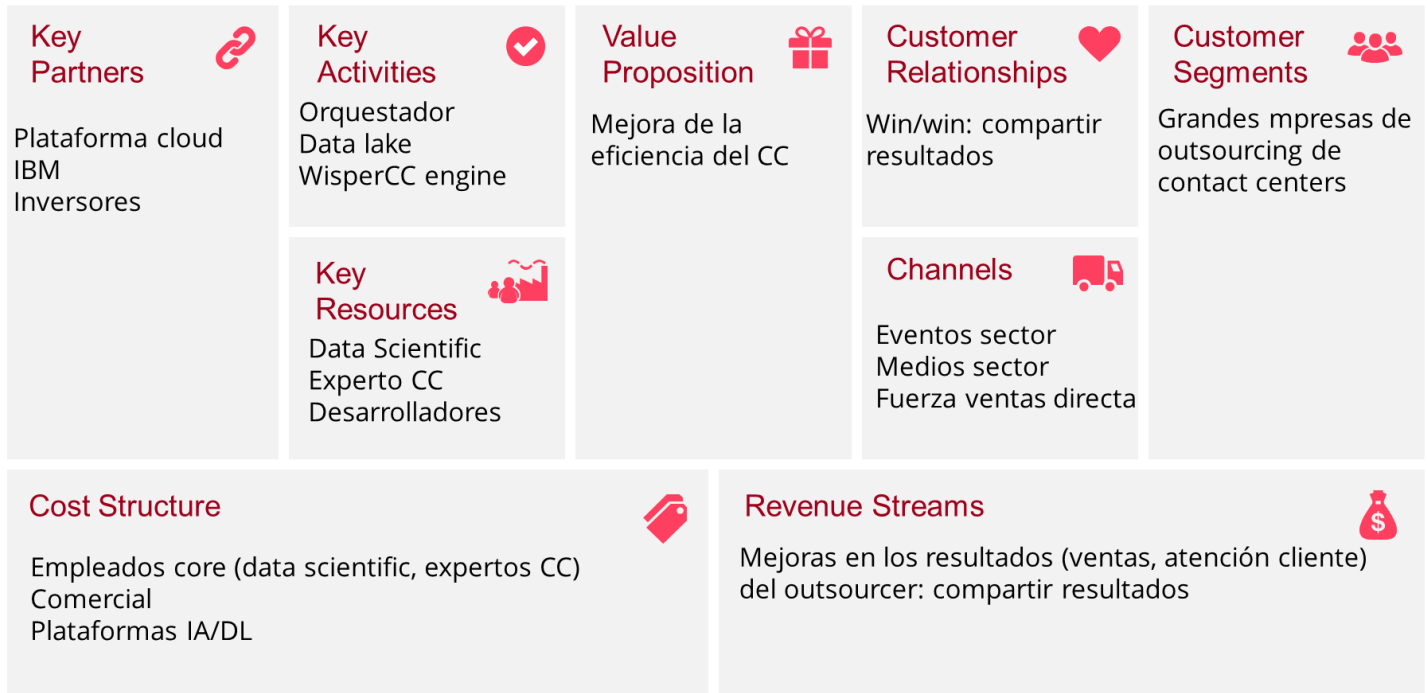 Key
Partners
Plataforma cloud
IBM
Inversores
Key
Activities
Orquestador
Data lake
WisperCC engine
Key
Resources
Data Scientific
Experto CC
Desarrolladores
Value
Proposition
Mejora de la
eficiencia del CC
Customer
Relationships
Win/win: compartir
resultados
Channels
Eventos sector
Medios sector
Fuerza ventas directa
Customer
Segments
Grandes mpresas de
outsourcing de
contact centers
Cost Structure
Empleados core (data scientific, expertos CC)
Comercial
Plataformas IA/DL
Revenue Streams
$
Mejoras en los resultados (ventas, atención cliente)
del outsourcer: compartir resultados